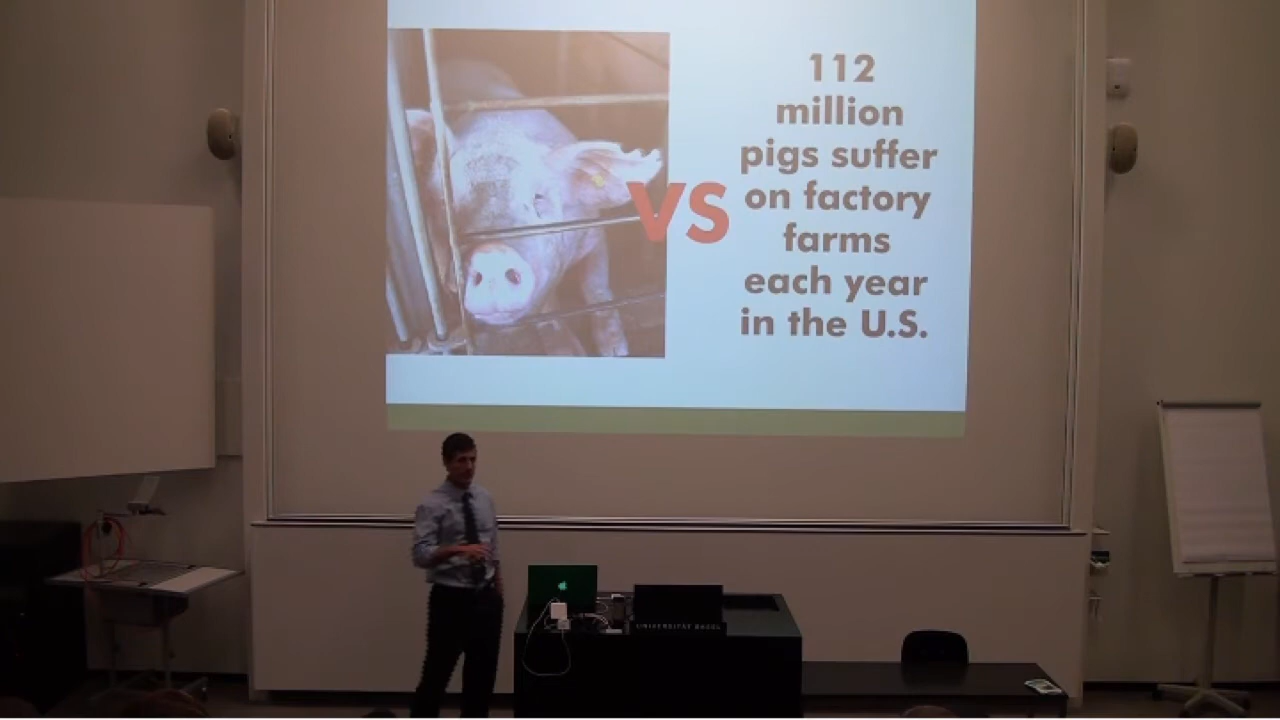 112
million
pigs suffer
on factory
farms
each year
in the U.S.
VS
UNIVERSITÄT BASEL